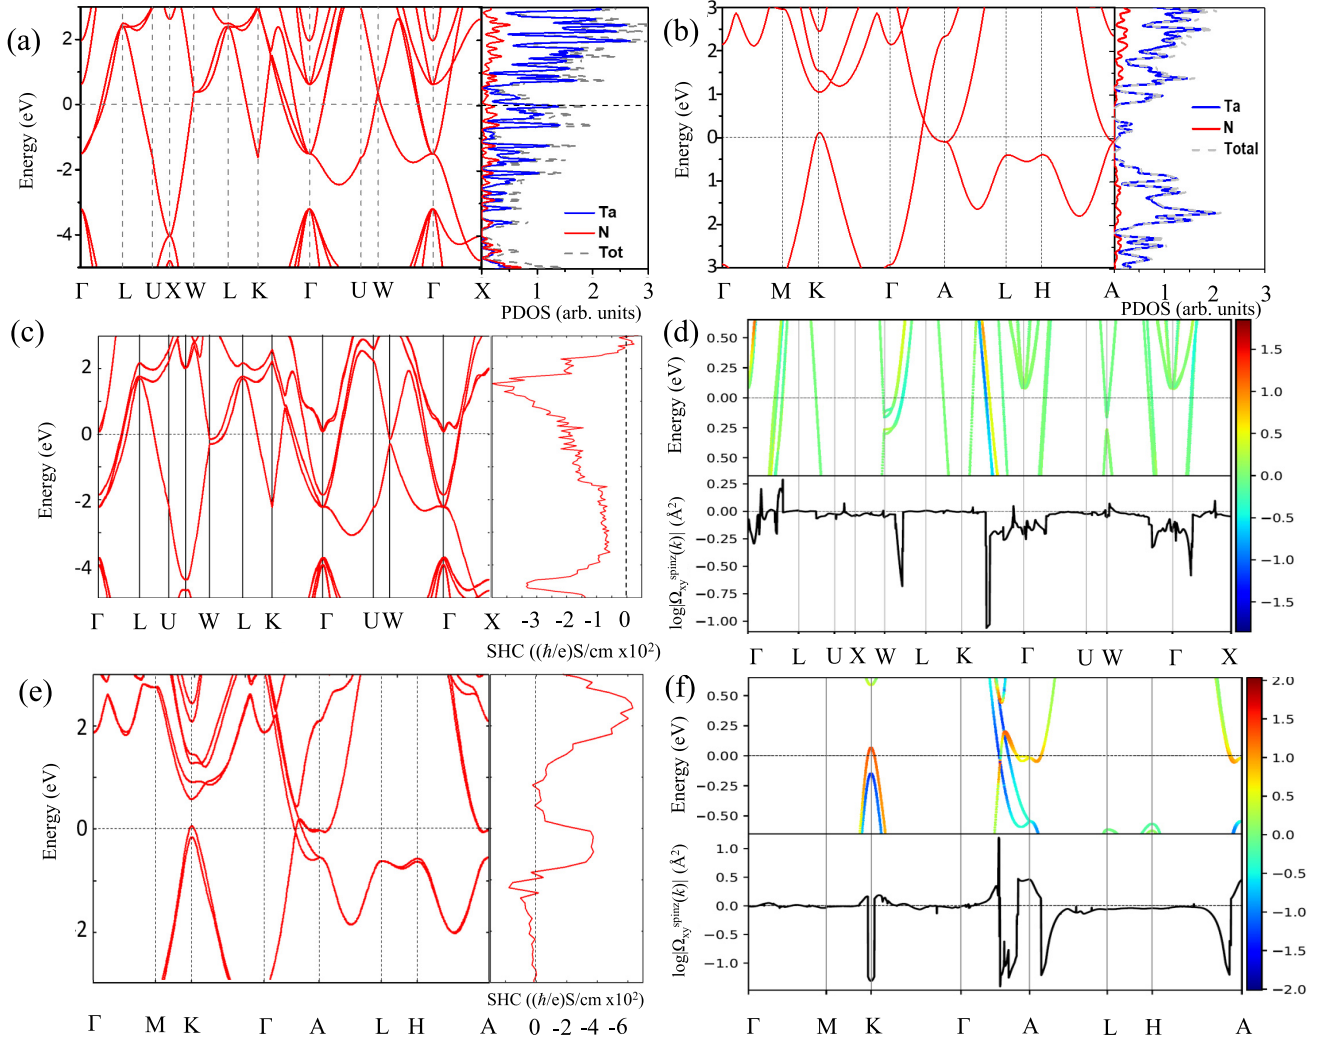 (a)
Energy (eV)
2
0
-2
-4
Γ L U X W L K Γ U W Γ X
Ta
N
Tot
0 1 2 3
PDOS (arb. units)
(b)
Energy (eV)
3
2
1
0
1
2
3
Γ M K Γ A L H A
Ta
N
Total
0 1 2 3
PDOS (arb. units)
(c)
Energy (eV)
2
0
-2
-4
Γ L U W L K Γ U W Γ X
-3 -2 -1 0
SHC ((ħ/e)S/cm x10²)
(d)
Energy (eV)
0.50
0.25
0.00
0.25
0.50
log|Ω_xy^spinz(k)| (Å²)
0.25
0.00
−0.25
−0.50
−0.75
−1.00
Γ L U X W L K Γ U W Γ X
1.5
1.0
0.5
0.0
−0.5
−1.0
−1.5
(e)
Energy (eV)
2
0
2
Γ M K Γ A L H A
SHC ((ħ/e)S/cm x10²)
0 -2 -4 -6
(f)
Energy (eV)
0.50
0.25
0.00
−0.25
−0.50
log|Ω_xy^spinz(k)| (Å²)
1.0
0.5
0.0
−0.5
−1.0
Γ M K Γ A L H A
2.0
1.5
1.0
0.5
0.0
−0.5
−1.0
−1.5
−2.0